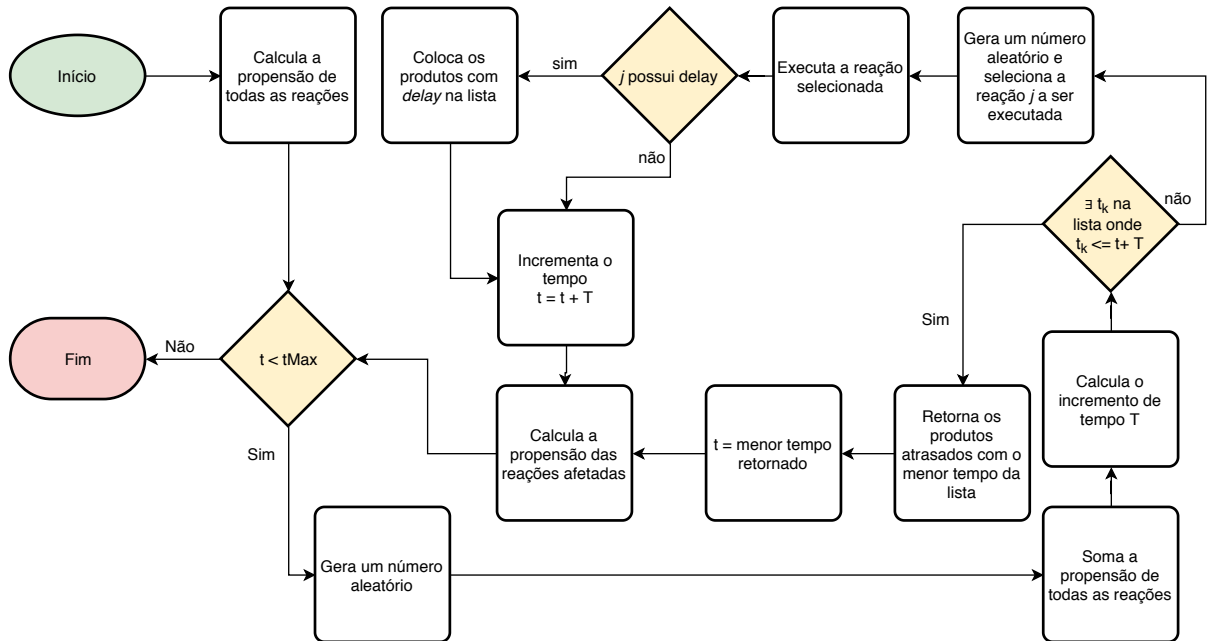 Início
Calcula a
propensão de
todas as reações
Coloca os
produtos com
delay na lista
sim
j possui delay
não
Executa a reação
selecionada
Gera um número
aleatório e
seleciona a
reação j a ser
executada
∃ tk na
lista onde
tk <= t+ T
não
Sim
Incrementa o
tempo
t = t + T
Fim
Não
t < tMax
Sim
Calcula a
propensão das
reações afetadas
t = menor tempo
retornado
Retorna os
produtos
atrasados com o
menor tempo da
lista
Calcula o
incremento de
tempo T
Gera um número
aleatório
Soma a
propensão de
todas as reações